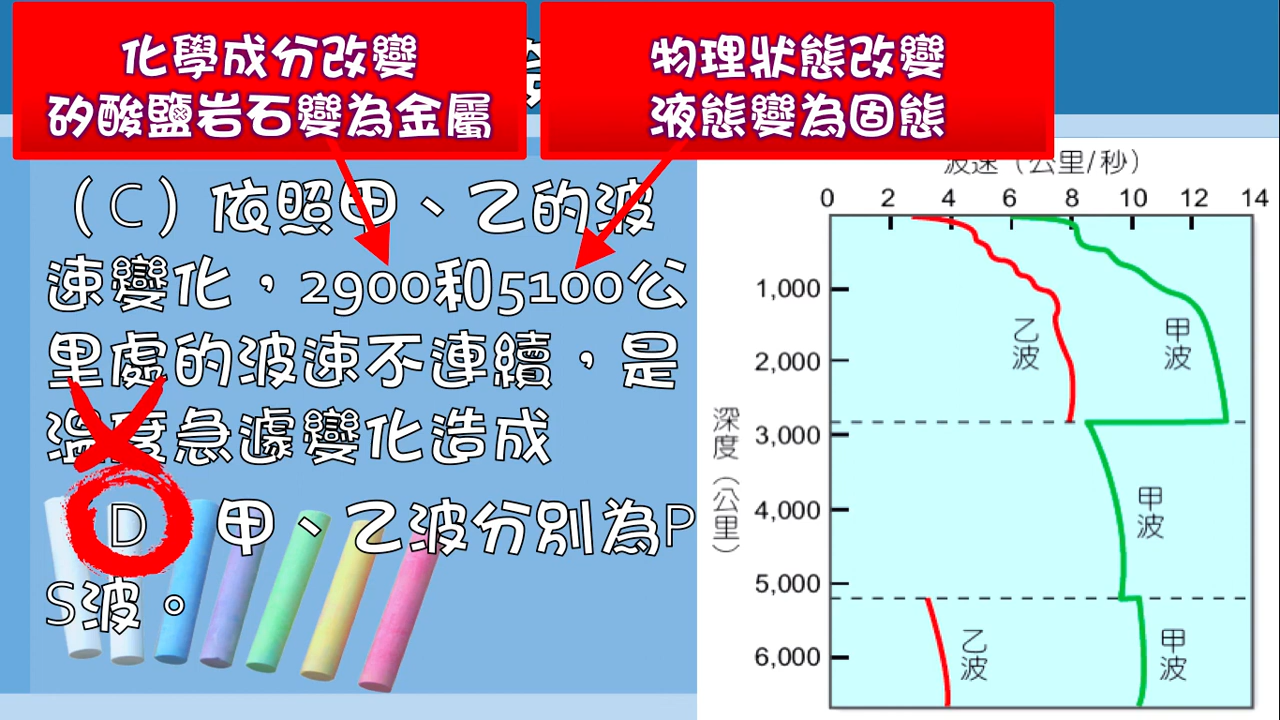 化學成分改變
矽酸鹽岩石變為金屬
物理狀態改變
液態變為固態
（C）依照甲、乙的波
速變化，2900和5100公
里處的波速不連續，是
溫度急遽變化造成
D 甲、乙波分別為P
S波。
波速（公里/秒）
0 2 4 6 8 10 12 14
深度（公里）
1,000
2,000
3,000
4,000
5,000
6,000
乙波
甲波
甲波
乙波
甲波